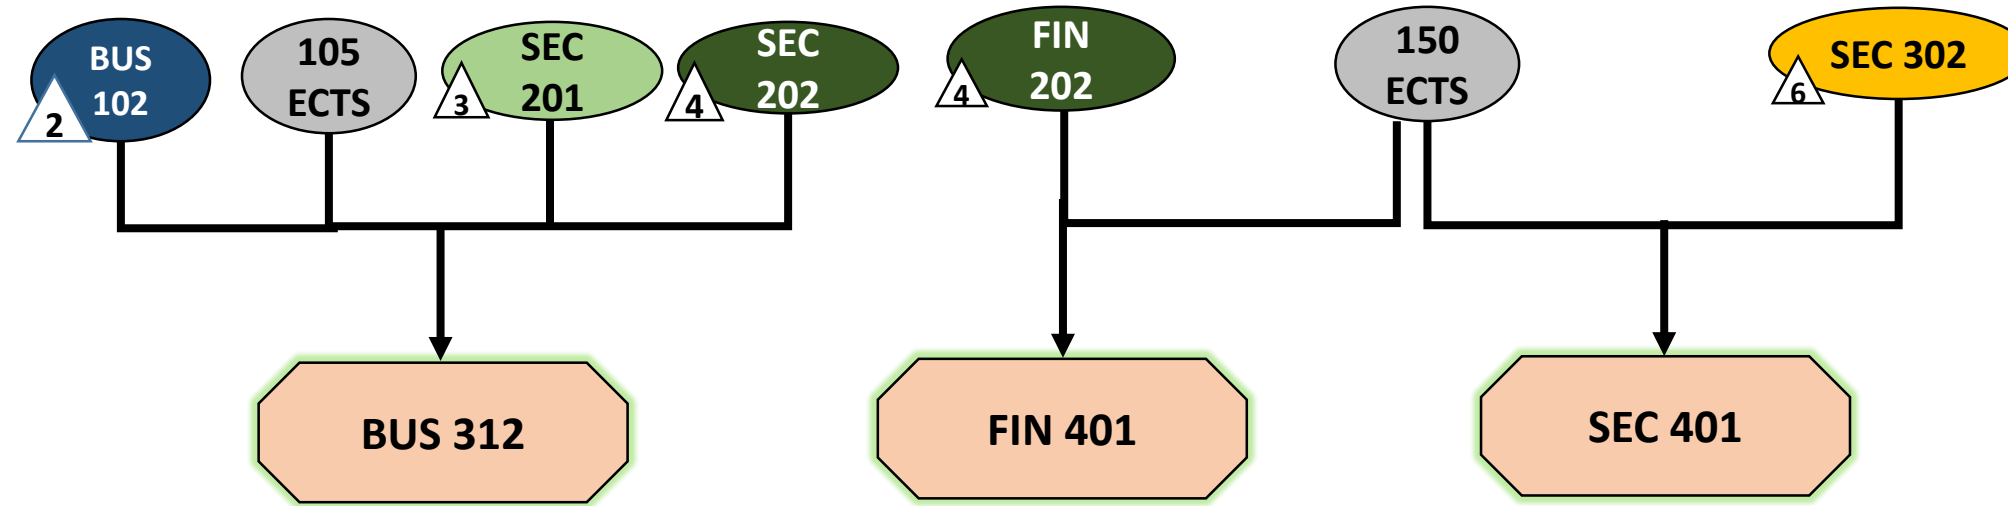 BUS
102
2
105
ECTS
SEC
201
3
SEC
202
4
FIN
202
4
150
ECTS
SEC 302
6
BUS 312
FIN 401
SEC 401